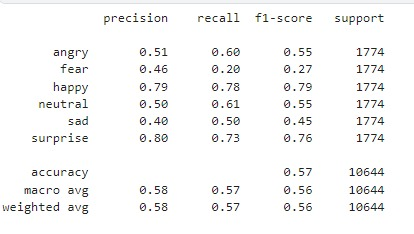 precision recall f1-score support
angry 0.51 0.60 0.55 1774
fear 0.46 0.20 0.27 1774
happy 0.79 0.78 0.79 1774
neutral 0.50 0.61 0.55 1774
sad 0.40 0.50 0.45 1774
surprise 0.80 0.73 0.76 1774
accuracy 0.57 10644
macro avg 0.58 0.57 0.56 10644
weighted avg 0.58 0.57 0.56 10644